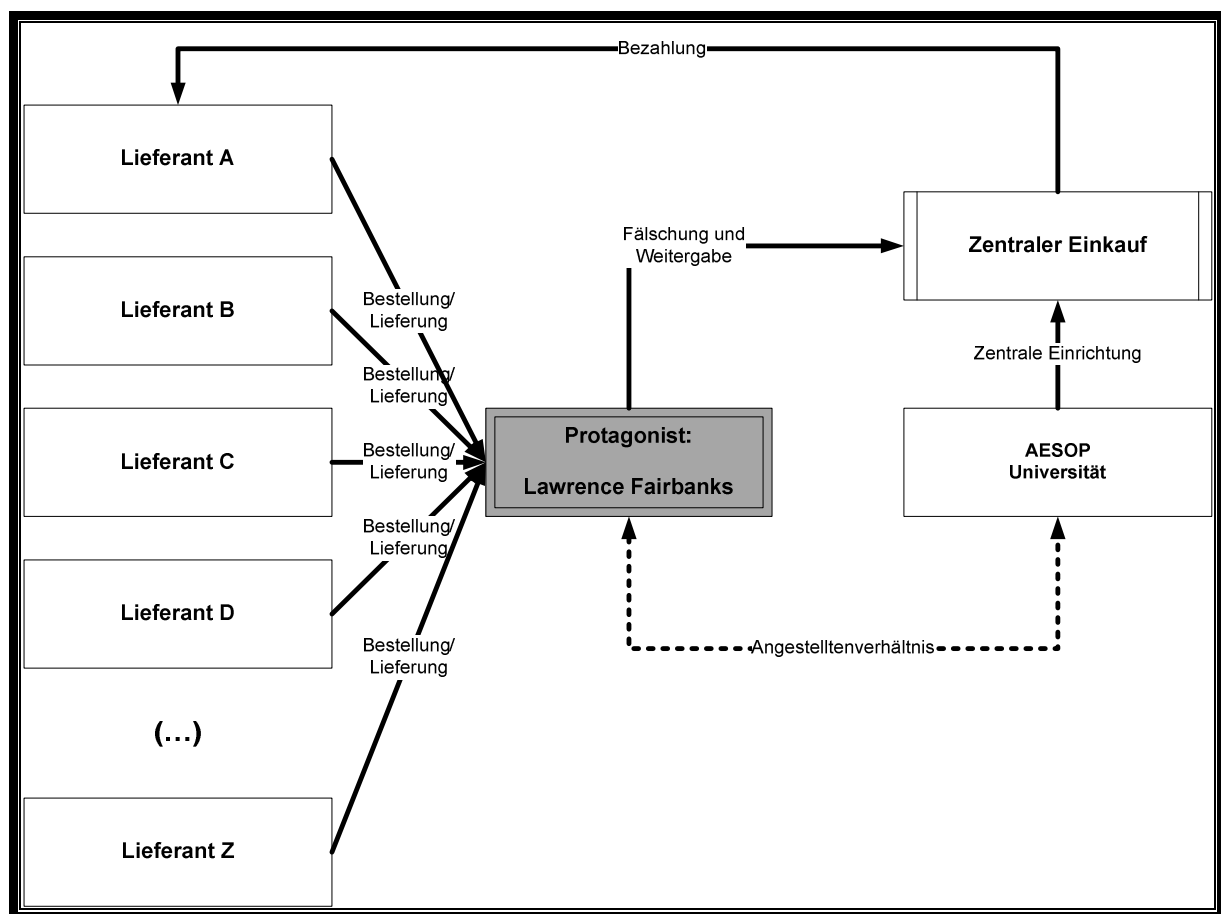 Bezahlung
Lieferant A
Fälschung und
Weitergabe
Zentraler Einkauf
Lieferant B
Bestellung/
Lieferung
Zentrale Einrichtung
Bestellung/
Lieferung
Lieferant C
Bestellung/
Lieferung
Protagonist:
Lawrence Fairbanks
AESOP
Universität
Bestellung/
Lieferung
Lieferant D
Bestellung/
Lieferung
Angestelltenverhältnis
(...)
Lieferant Z